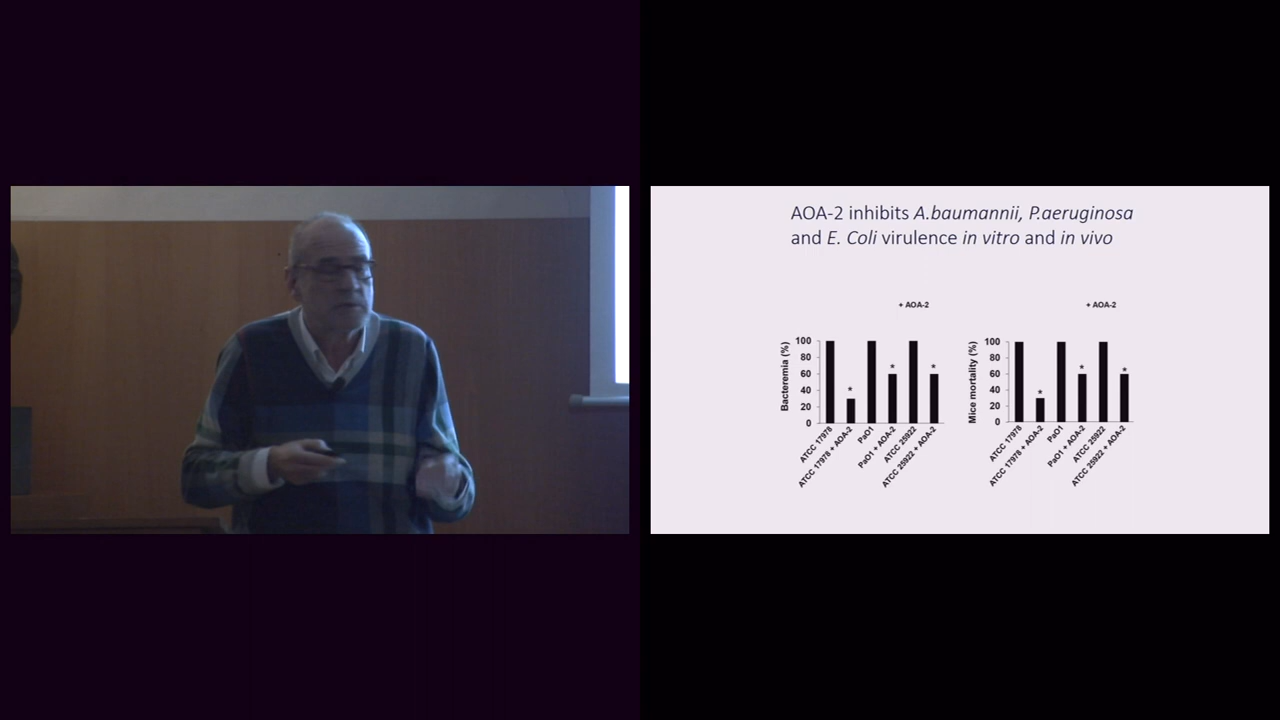 AOA-2 inhibits A.baumannii, P.aeruginosa
and E. Coli virulence in vitro and in vivo
+ AOA-2
Bacteremia (%)
100
80
60
40
20
0
*
*
*
ATCC 17978
ATCC 17978 + AOA-2
PaO1
PaO1 + AOA-2
ATCC 25922
ATCC 25922 + AOA-2
+ AOA-2
Mice mortality (%)
100
80
60
40
20
0
*
*
*
ATCC 17978
ATCC 17978 + AOA-2
PaO1
PaO1 + AOA-2
ATCC 25922
ATCC 25922 + AOA-2